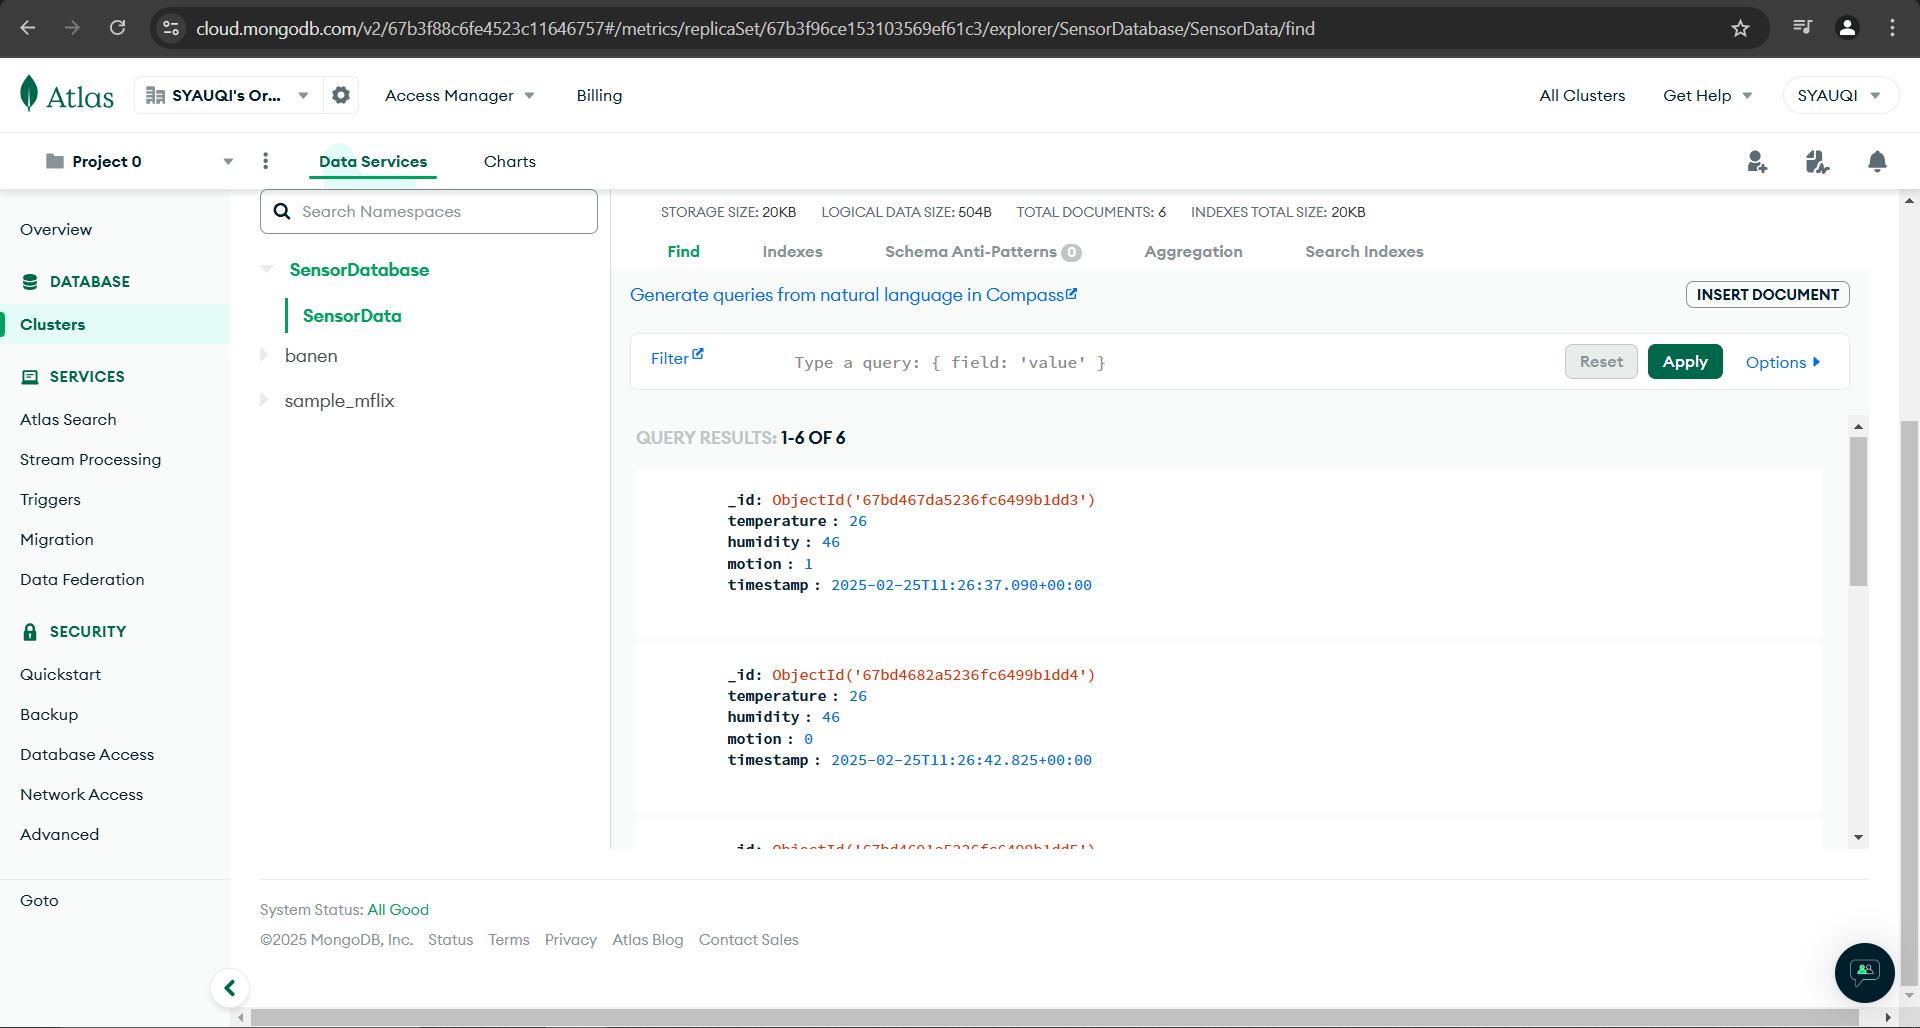 cloud.mongodb.com/v2/67b3f88c6fe4523c11646757#/metrics/replicaSet/67b3f96ce153103569ef61c3/explorer/SensorDatabase/SensorData/find
Atlas
SYAUQI's Or...
Access Manager
Billing
All Clusters
Get Help
SYAUQI
Project 0
Data Services
Charts
Overview
DATABASE
Clusters
SERVICES
Atlas Search
Stream Processing
Triggers
Migration
Data Federation
SECURITY
Quickstart
Backup
Database Access
Network Access
Advanced
Goto
Search Namespaces
SensorDatabase
SensorData
banen
sample_mflix
STORAGE SIZE: 20KB LOGICAL DATA SIZE: 504B TOTAL DOCUMENTS: 6 INDEXES TOTAL SIZE: 20KB
Find
Indexes
Schema Anti-Patterns 0
Aggregation
Search Indexes
Generate queries from natural language in Compass
INSERT DOCUMENT
Filter
Type a query: { field: 'value' }
Reset
Apply
Options
QUERY RESULTS: 1-6 OF 6
_id: ObjectId('67bd467da5236fc6499b1dd3')
temperature : 26
humidity : 46
motion : 1
timestamp : 2025-02-25T11:26:37.090+00:00
_id: ObjectId('67bd4682a5236fc6499b1dd4')
temperature : 26
humidity : 46
motion : 0
timestamp : 2025-02-25T11:26:42.825+00:00
_id: ObjectId('67bd4691a5236fc6499b1dd5')
System Status: All Good
©2025 MongoDB, Inc. Status Terms Privacy Atlas Blog Contact Sales